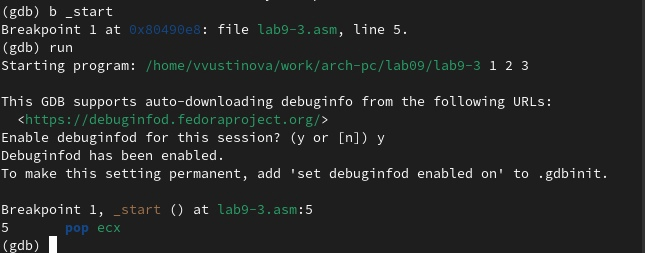 (gdb) b _start
Breakpoint 1 at 0x80490e8: file lab9-3.asm, line 5.
(gdb) run
Starting program: /home/vvustinova/work/arch-pc/lab09/lab9-3 1 2 3
This GDB supports auto-downloading debuginfo from the following URLs:
<https://debuginfod.fedoraproject.org/>
Enable debuginfod for this session? (y or [n]) y
Debuginfod has been enabled.
To make this setting permanent, add 'set debuginfod enabled on' to .gdbinit.
Breakpoint 1, _start () at lab9-3.asm:5
5 pop ecx
(gdb)